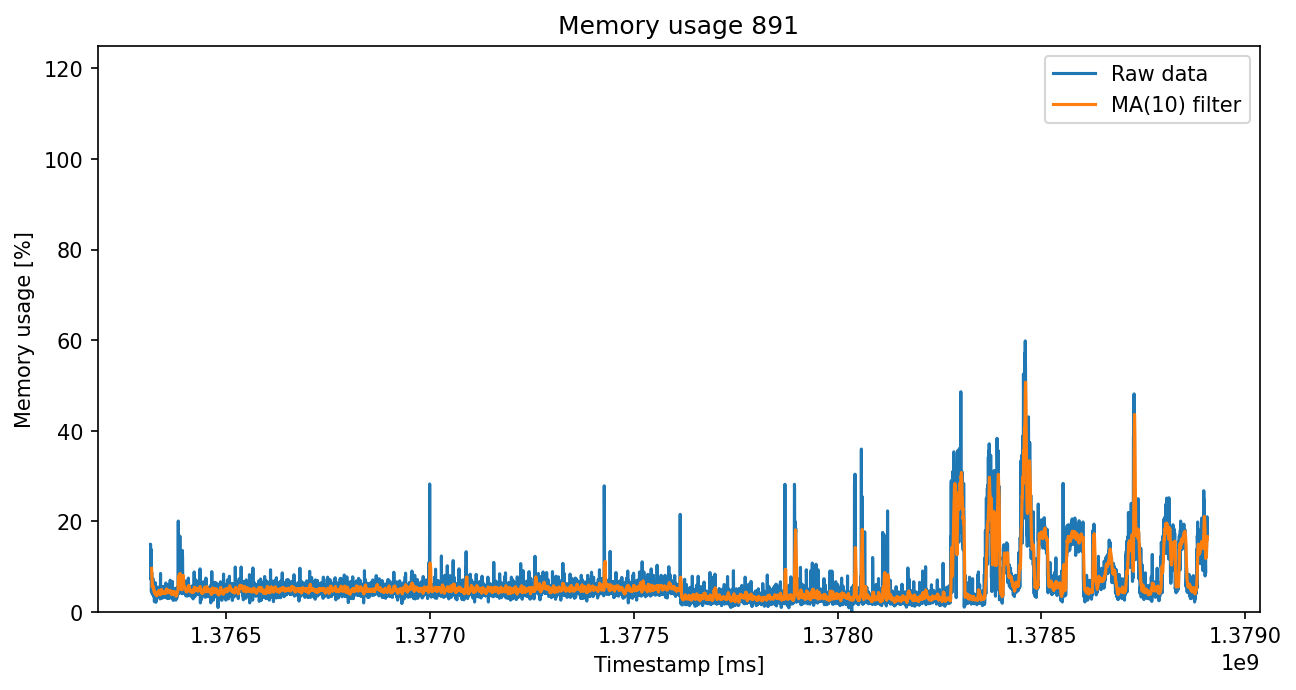 Memory usage 891
Raw data
MA(10) filter
Memory usage [%]
120
100
80
60
40
20
0
1.3765 1.3770 1.3775 1.3780 1.3785 1.3790
1e9
Timestamp [ms]